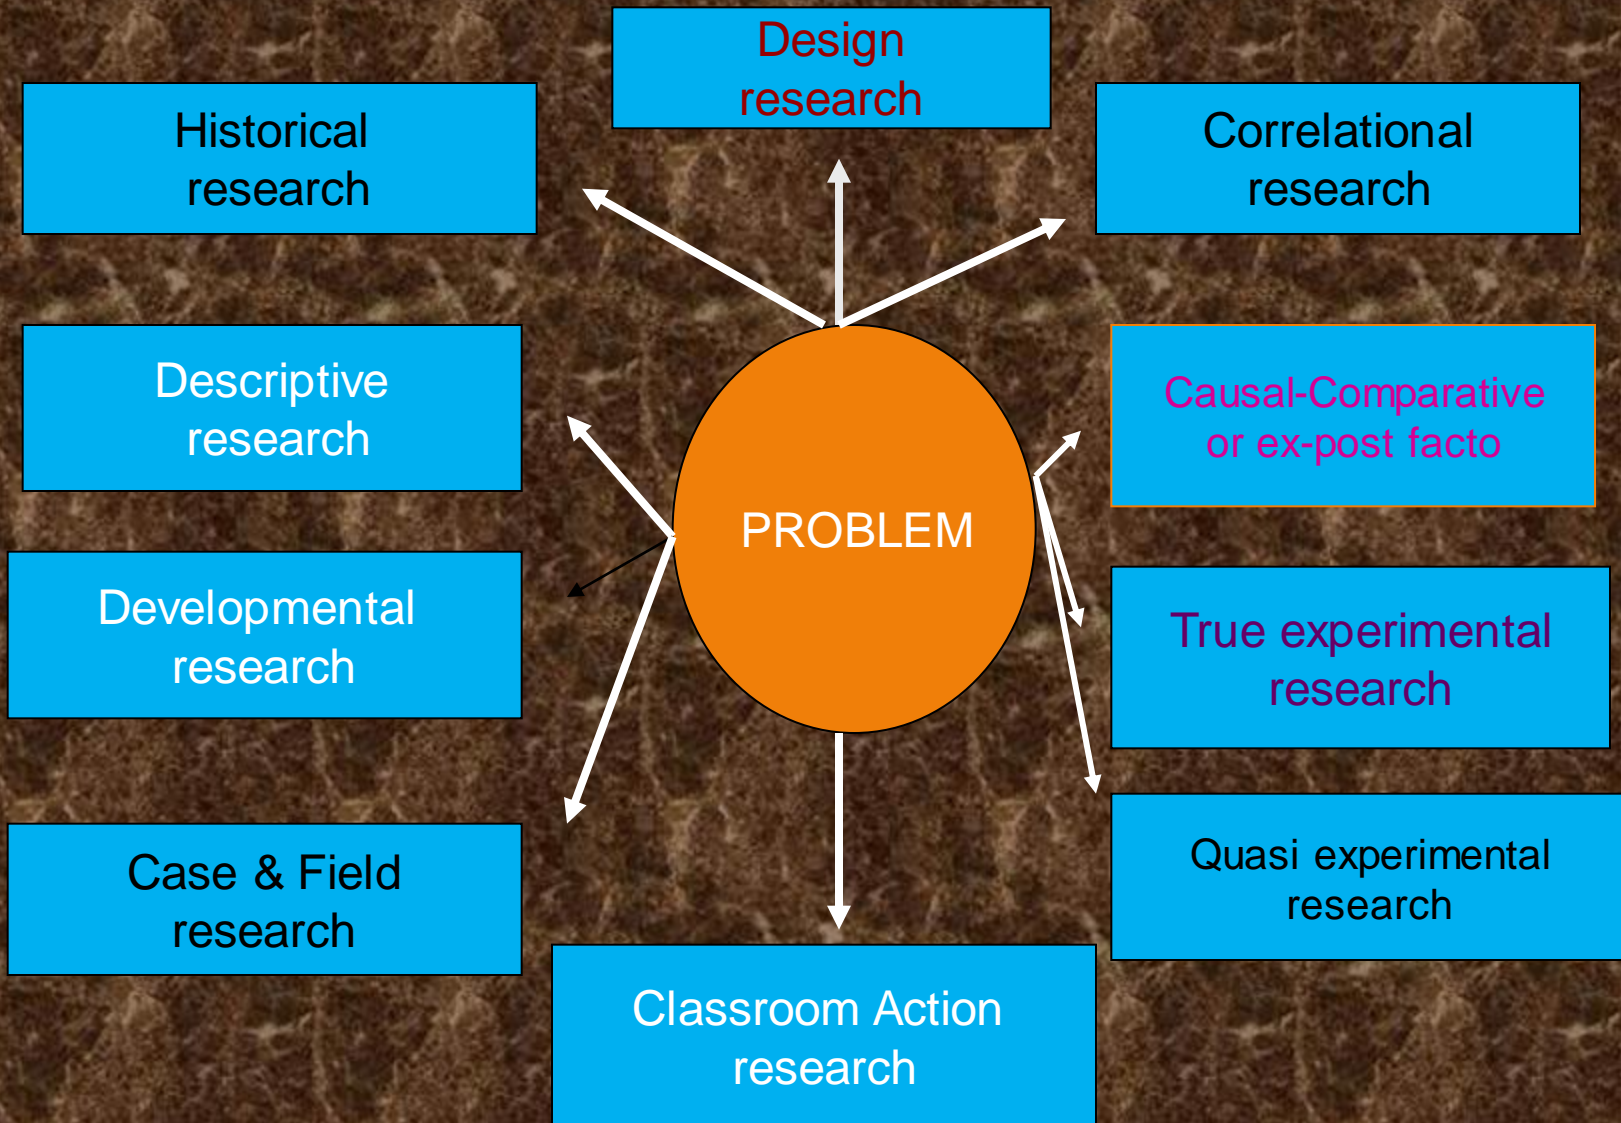 Design
research
Historical
research
Correlational
research
Descriptive
research
Causal-Comparative
or ex-post facto
PROBLEM
Developmental
research
True experimental
research
Case & Field
research
Quasi experimental
research
Classroom Action
research